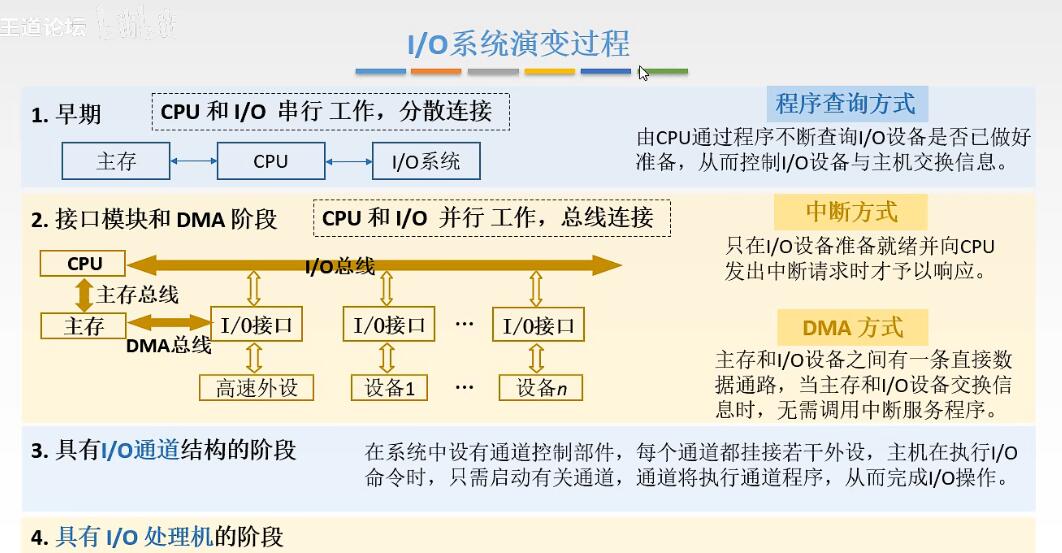 王道论坛
I/O系统演变过程
1. 早期
CPU 和 I/O 串行 工作，分散连接
主存
CPU
I/O系统
程序查询方式
由CPU通过程序不断查询I/O设备是否已做好
准备，从而控制I/O设备与主机交换信息。
2. 接口模块和 DMA 阶段
CPU 和 I/O 并行 工作，总线连接
CPU
I/O总线
主存总线
主存
DMA总线
I/O接口
I/O接口
…
I/O接口
高速外设
设备1
…
设备n
中断方式
只在I/O设备准备就绪并向CPU
发出中断请求时才予以响应。
DMA 方式
主存和I/O设备之间有一条直接数
据通路，当主存和I/O设备交换信
息时，无需调用中断服务程序。
3. 具有I/O通道结构的阶段
在系统中设有通道控制部件，每个通道都挂接若干外设，主机在执行I/O
命令时，只需启动有关通道，通道将执行通道程序，从而完成I/O操作。
4. 具有 I/O 处理机的阶段